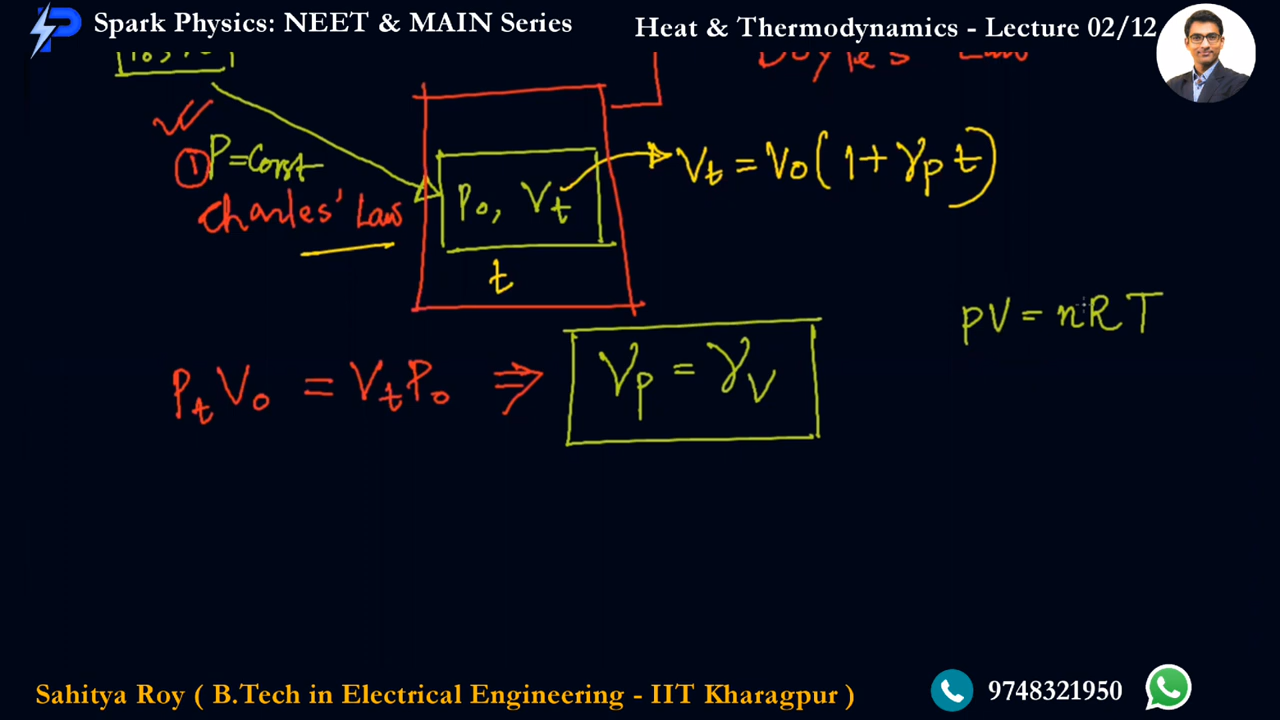 Spark Physics: NEET & MAIN Series
Heat & Thermodynamics - Lecture 02/12
① P=Const
Charles' Law
P₀, Vt
t
Vt = V₀(1+γp t)
PV = nRT
Pt V₀ = Vt P₀ ⇒ γp = γv
Sahitya Roy ( B.Tech in Electrical Engineering - IIT Kharagpur )
9748321950